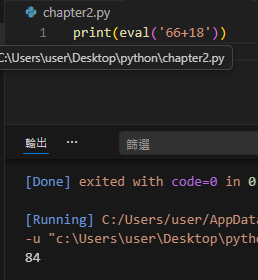 chapter2.py
1 print(eval('66+18'))
C:\Users\user\Desktop\python\chapter2.py
輸出 ...
篩選
[Done] exited with code=0 in 0
[Running] C:/Users/user/AppData
-u "c:\Users\user\Desktop\pytho
84